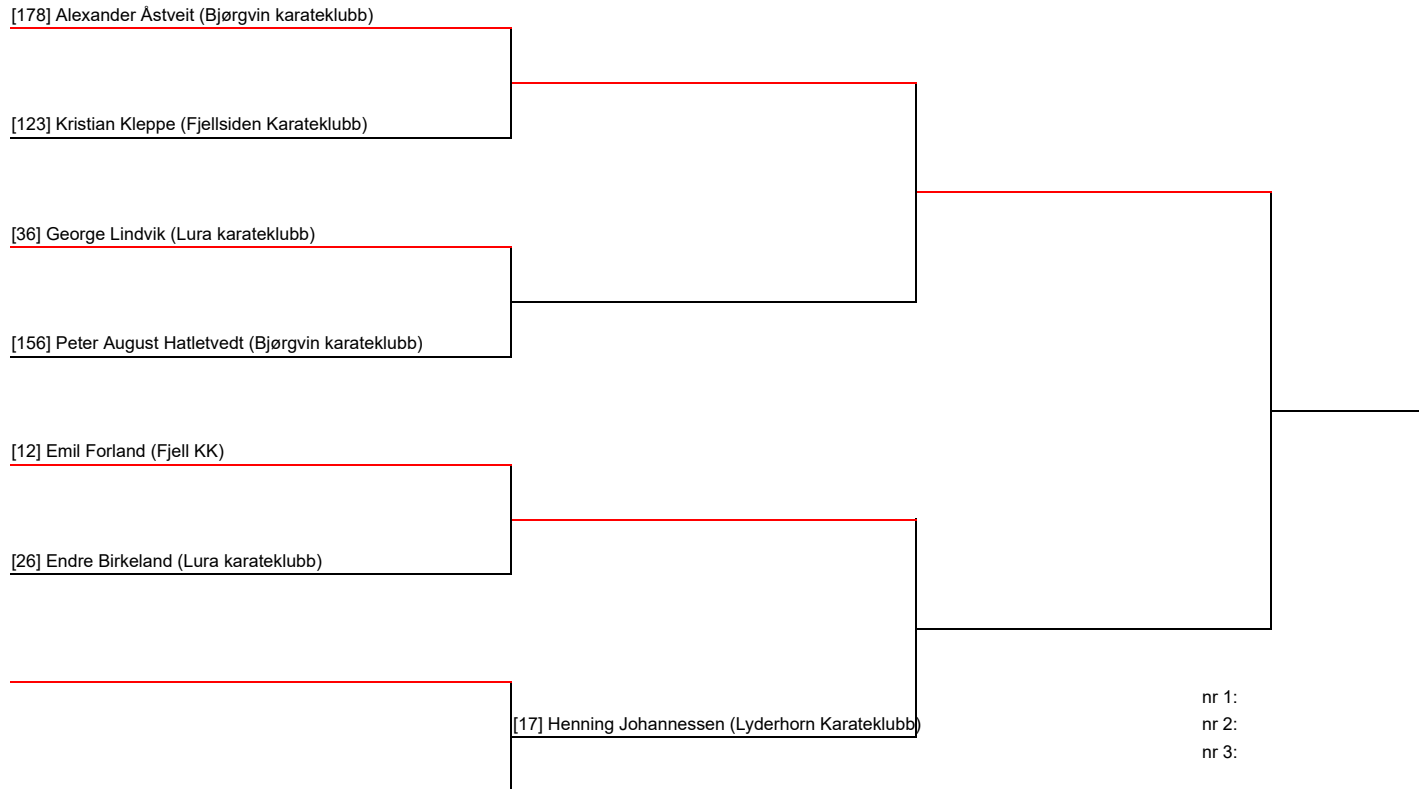 [178] Alexander Åstveit (Bjørgvin karateklubb)
[123] Kristian Kleppe (Fjellsiden Karateklubb)
[36] George Lindvik (Lura karateklubb)
[156] Peter August Hatletvedt (Bjørgvin karateklubb)
[12] Emil Forland (Fjell KK)
[26] Endre Birkeland (Lura karateklubb)
[17] Henning Johannessen (Lyderhorn Karateklubb)
nr 1:
nr 2:
nr 3: